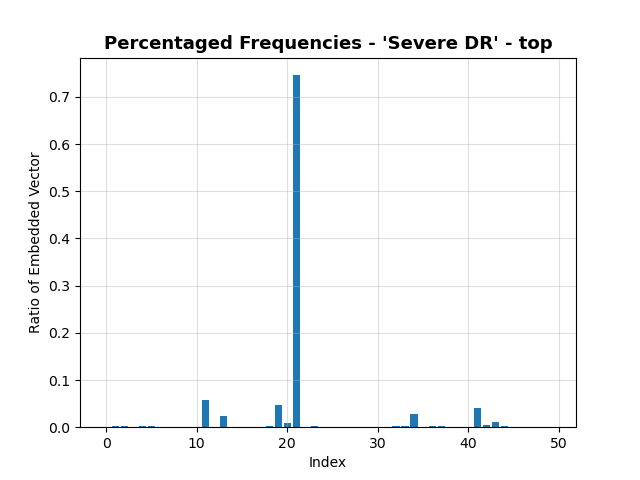 Percentaged Frequencies - 'Severe DR' - top
Ratio of Embedded Vector
0.7
0.6
0.5
0.4
0.3
0.2
0.1
0.0
0 10 20 30 40 50
Index